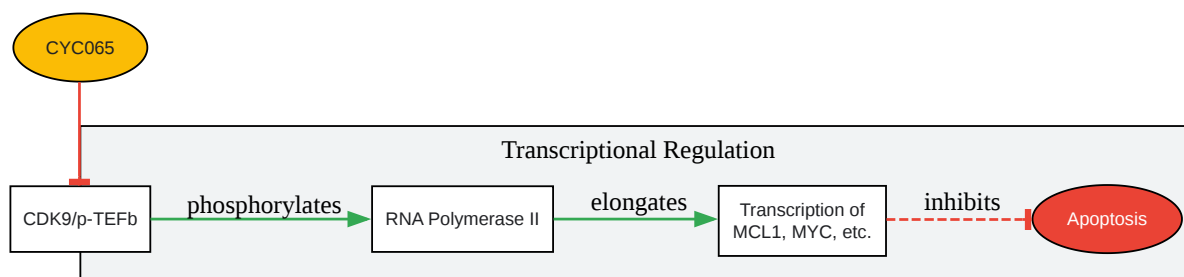 CYC065
Transcriptional Regulation
CDK9/p-TEFb
phosphorylates
RNA Polymerase II
elongates
Transcription of
MCL1, MYC, etc.
inhibits
Apoptosis